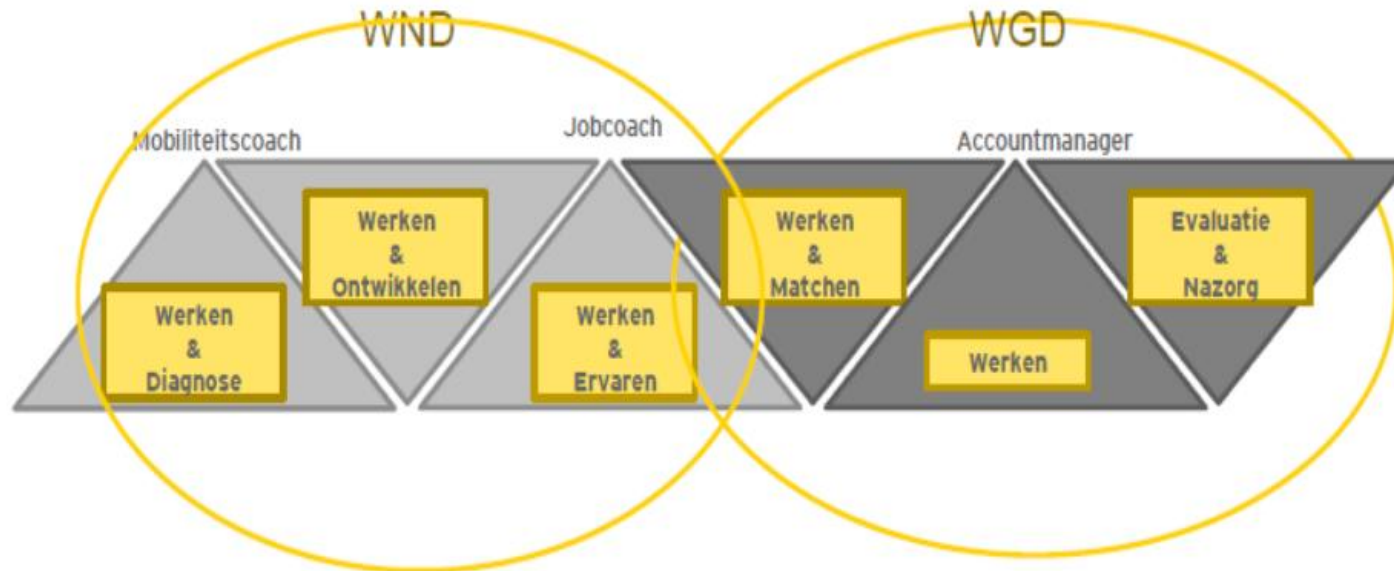 WND
WGD
Mobiliteitscoach
Jobcoach
Accountmanager
Werken
&
Diagnose
Werken
&
Ontwikkelen
Werken
&
Ervaren
Werken
&
Matchen
Werken
Evaluatie
&
Nazorg